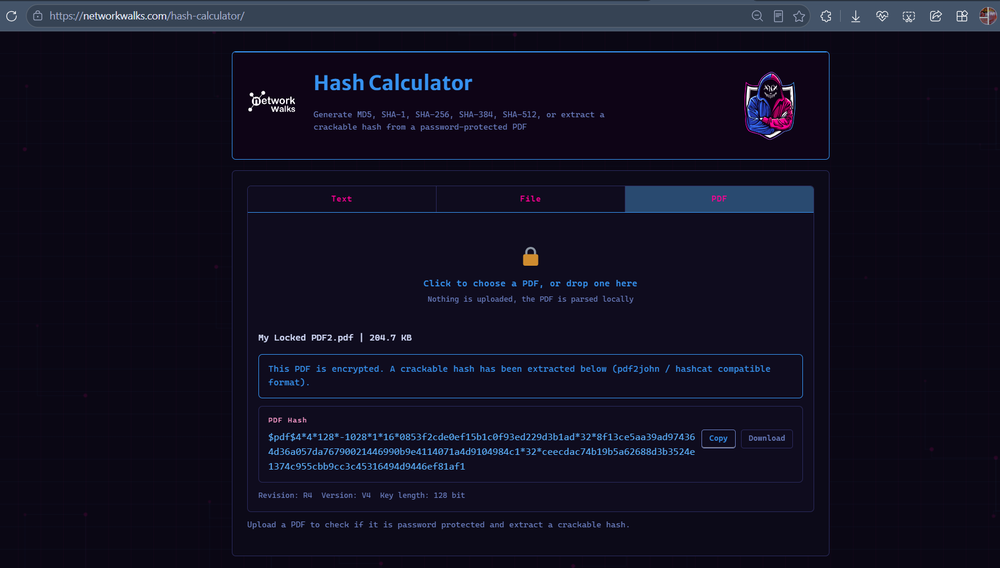 https://networkwalks.com/hash-calculator/
network
Walks
Hash Calculator
Generate MD5, SHA-1, SHA-256, SHA-384, SHA-512, or extract a
crackable hash from a password-protected PDF
Text
File
PDF
Click to choose a PDF, or drop one here
Nothing is uploaded, the PDF is parsed locally
My Locked PDF2.pdf | 204.7 KB
This PDF is encrypted. A crackable hash has been extracted below (pdf2john / hashcat compatible
format).
PDF Hash
$pdf$4*4*128*-1028*1*16*0853f2cde0ef15b1c0f93ed229d3b1ad*32*8f13ce5aa39ad97436
4d36a057da76790021446990b9e4114071a4d9104984c1*32*ceecdac74b19b5a62688d3b3524e
1374c955cbb9cc3c45316494d9446ef81af1
Copy
Download
Revision: R4 Version: V4 Key length: 128 bit
Upload a PDF to check if it is password protected and extract a crackable hash.